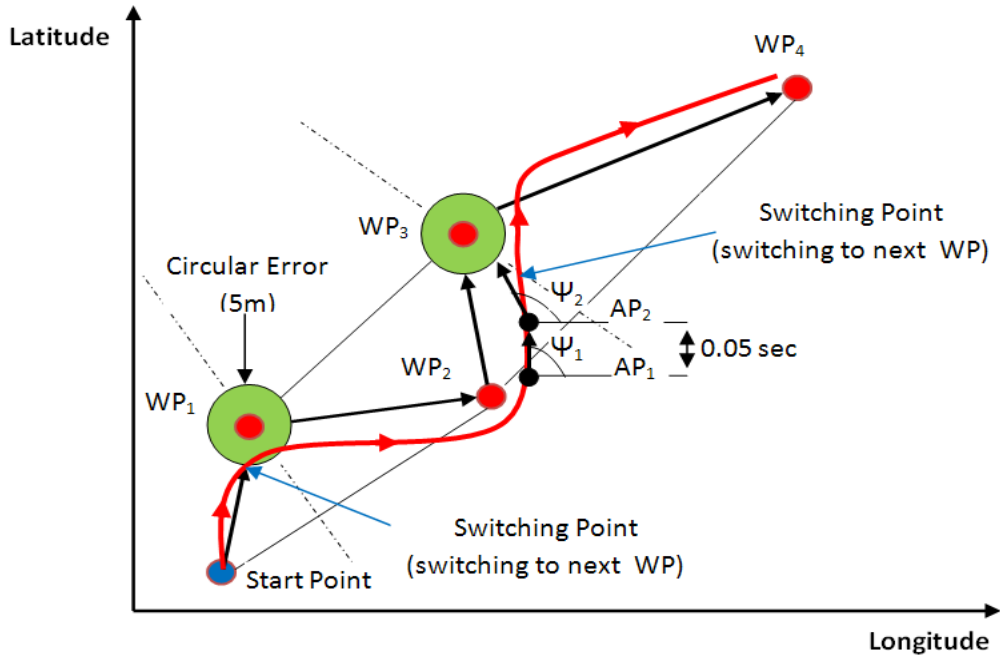 Latitude
WP4
WP3
Switching Point
(switching to next WP)
Circular Error
(5m)
Ψ2
AP2
0.05 sec
Ψ1
AP1
WP2
WP1
Switching Point
(switching to next WP)
Start Point
Longitude